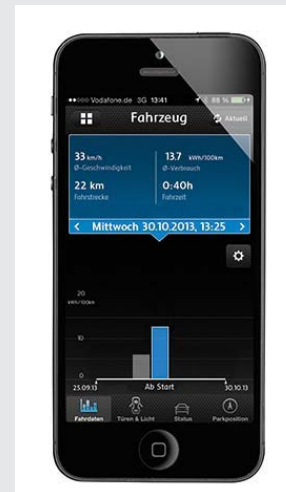 ●●○○○ Vodafone.de 3G 13:41 88 %
Fahrzeug Aktuell
33 km/h 13.7 kWh/100km
Ø-Geschwindigkeit Ø-Verbrauch
22 km 0:40h
Fahrstrecke Fahrzeit
< Mittwoch 30.10.2013, 13:25 >
20
kWh/100km
10
0
25.09.13 Ab Start 30.10.13
Fahrdaten Türen & Licht Status Parkposition